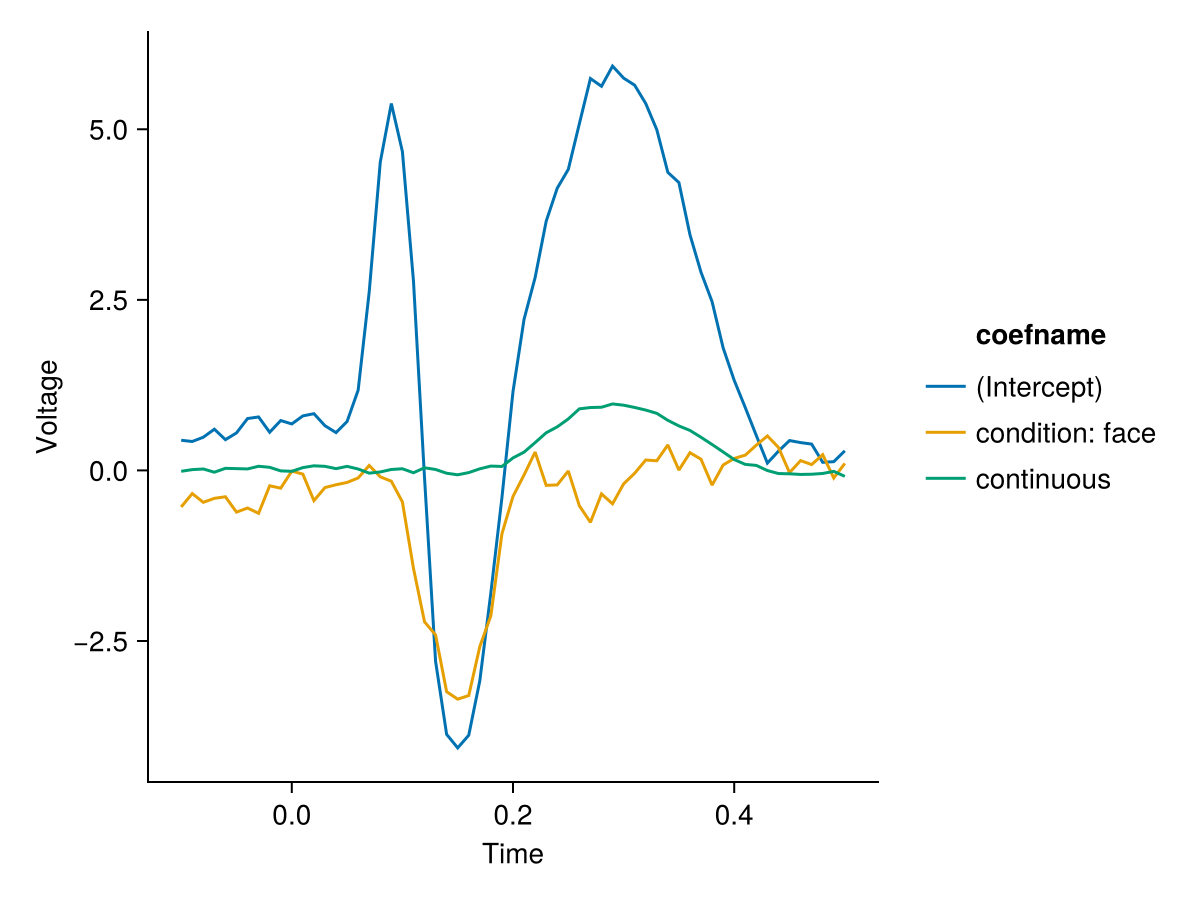 5.0
2.5
0.0
−2.5
Voltage
0.0
0.2
0.4
Time
coefname
(Intercept)
condition: face
continuous